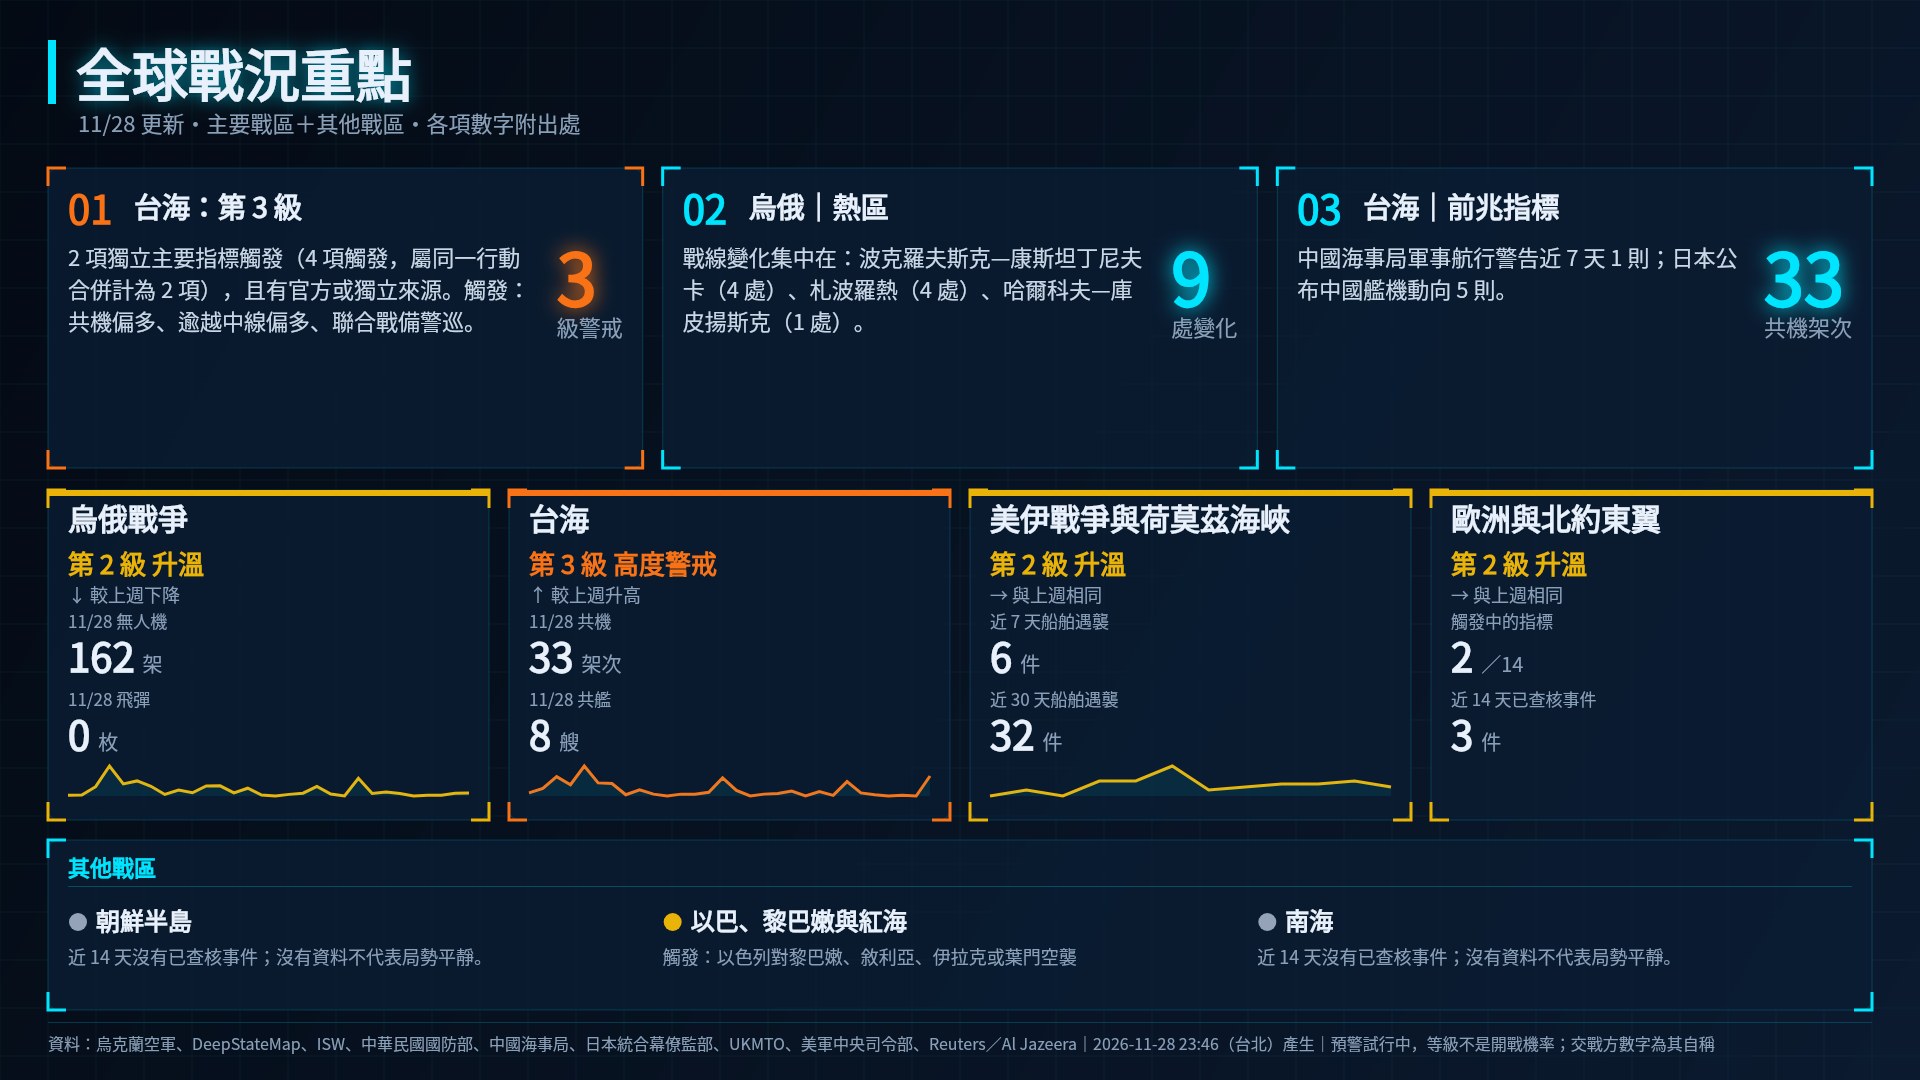 全球戰況重點
11/28 更新・主要戰區＋其他戰區・各項數字附出處
01 台海：第 3 級
2 項獨立主要指標觸發（4 項觸發，屬同一行動
合併計為 2 項），且有官方或獨立來源。觸發：
共機偏多、逾越中線偏多、聯合戰備警巡。
3
級警戒
02 烏俄｜熱區
戰線變化集中在：波克羅夫斯克—康斯坦丁尼夫
卡（4 處）、札波羅熱（4 處）、哈爾科夫—庫
皮揚斯克（1 處）。
9
處變化
03 台海｜前兆指標
中國海事局軍事航行警告近 7 天 1 則；日本公
布中國艦機動向 5 則。
33
共機架次
烏俄戰爭
第 2 級 升溫
↓ 較上週下降
11/28 無人機
162 架
11/28 飛彈
0 枚
台海
第 3 級 高度警戒
↑ 較上週升高
11/28 共機
33 架次
11/28 共艦
8 艘
美伊戰爭與荷莫茲海峽
第 2 級 升溫
→ 與上週相同
近 7 天船舶遇襲
6 件
近 30 天船舶遇襲
32 件
歐洲與北約東翼
第 2 級 升溫
→ 與上週相同
觸發中的指標
2 ／14
近 14 天已查核事件
3 件
其他戰區
朝鮮半島
近 14 天沒有已查核事件；沒有資料不代表局勢平靜。
以巴、黎巴嫩與紅海
觸發：以色列對黎巴嫩、敘利亞、伊拉克或葉門空襲
南海
近 14 天沒有已查核事件；沒有資料不代表局勢平靜。
資料：烏克蘭空軍、DeepStateMap、ISW、中華民國國防部、中國海事局、日本統合幕僚監部、UKMTO、美軍中央司令部、Reuters／Al Jazeera｜2026-11-28 23:46（台北）產生｜預警試行中，等級不是開戰機率；交戰方數字為其自稱